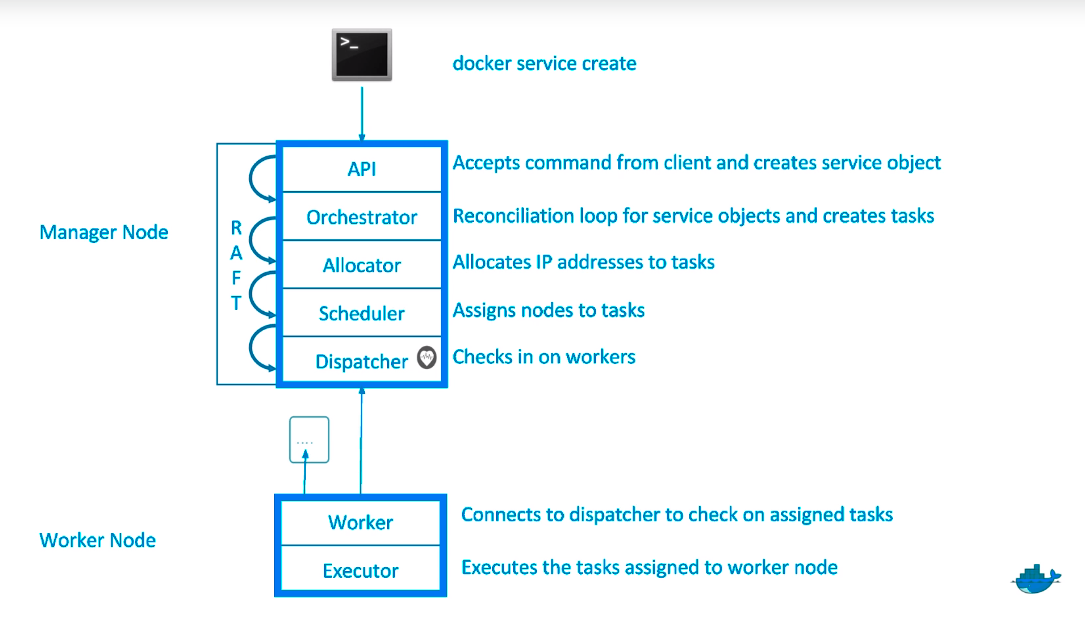 >_
docker service create
API
Accepts command from client and creates service object
Orchestrator
Reconciliation loop for service objects and creates tasks
Manager Node
R
A
F
T
Allocator
Allocates IP addresses to tasks
Scheduler
Assigns nodes to tasks
Dispatcher
Checks in on workers
....
Worker
Connects to dispatcher to check on assigned tasks
Worker Node
Executor
Executes the tasks assigned to worker node